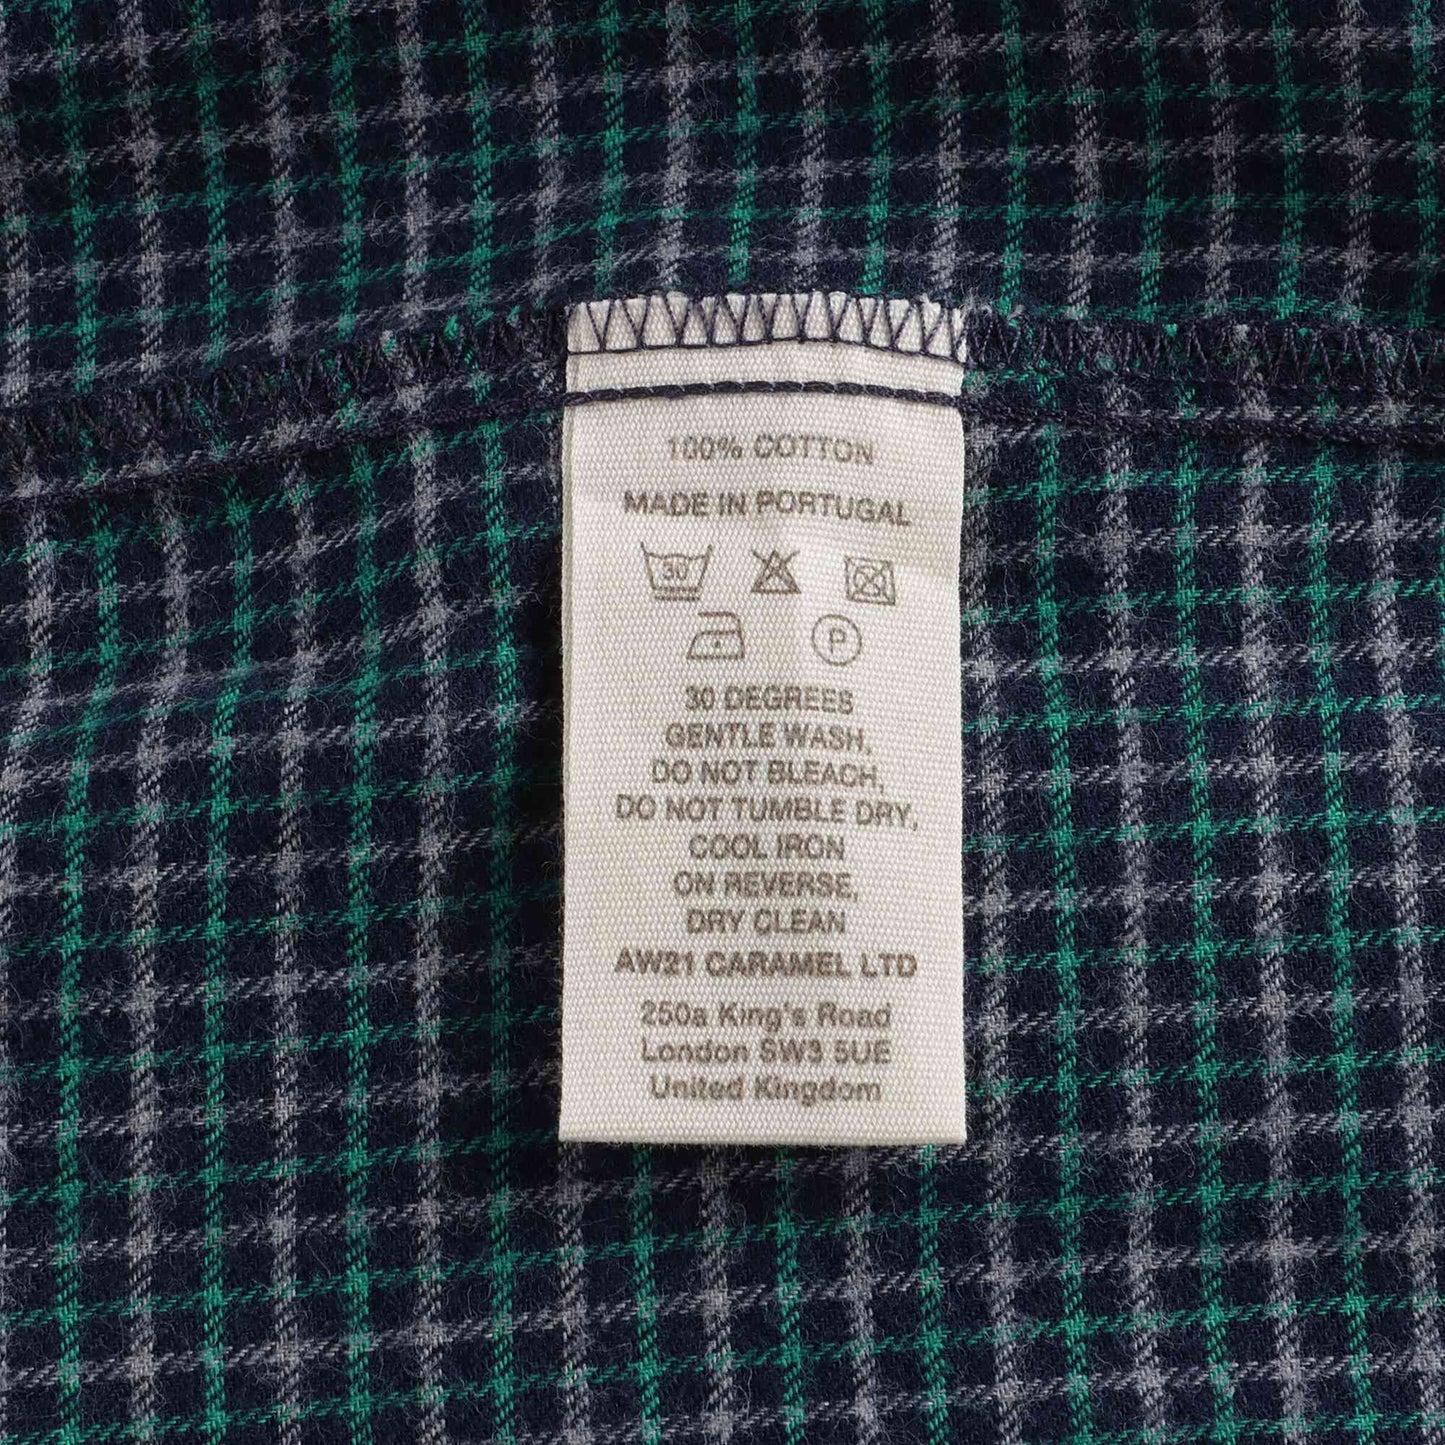 100% COTTON
MADE IN PORTUGAL
30
P
30 DEGREES
GENTLE WASH,
DO NOT BLEACH,
DO NOT TUMBLE DRY,
COOL IRON
ON REVERSE,
DRY CLEAN
AW21 CARAMEL LTD
250a King's Road
London SW3 5UE
United Kingdom